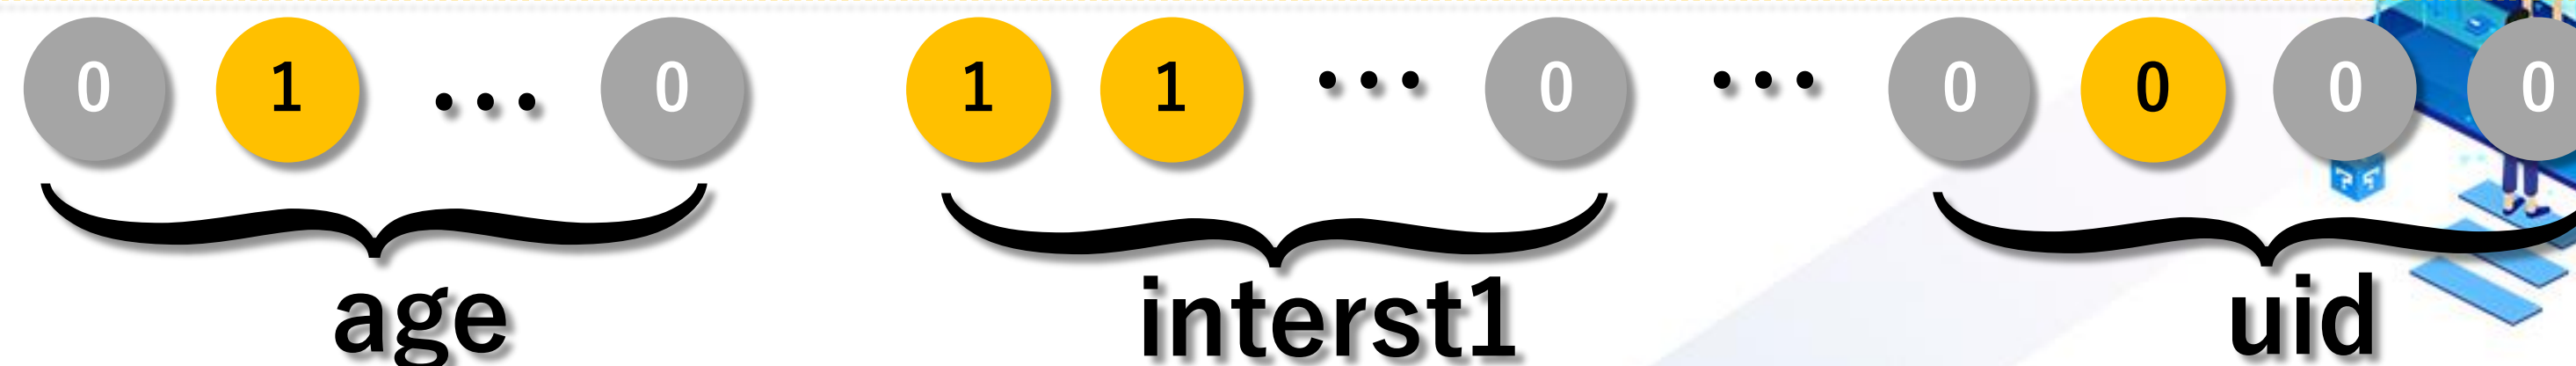 0 1 ... 0 1 1 ... 0 ... 0 0 0 0
age interst1 uid